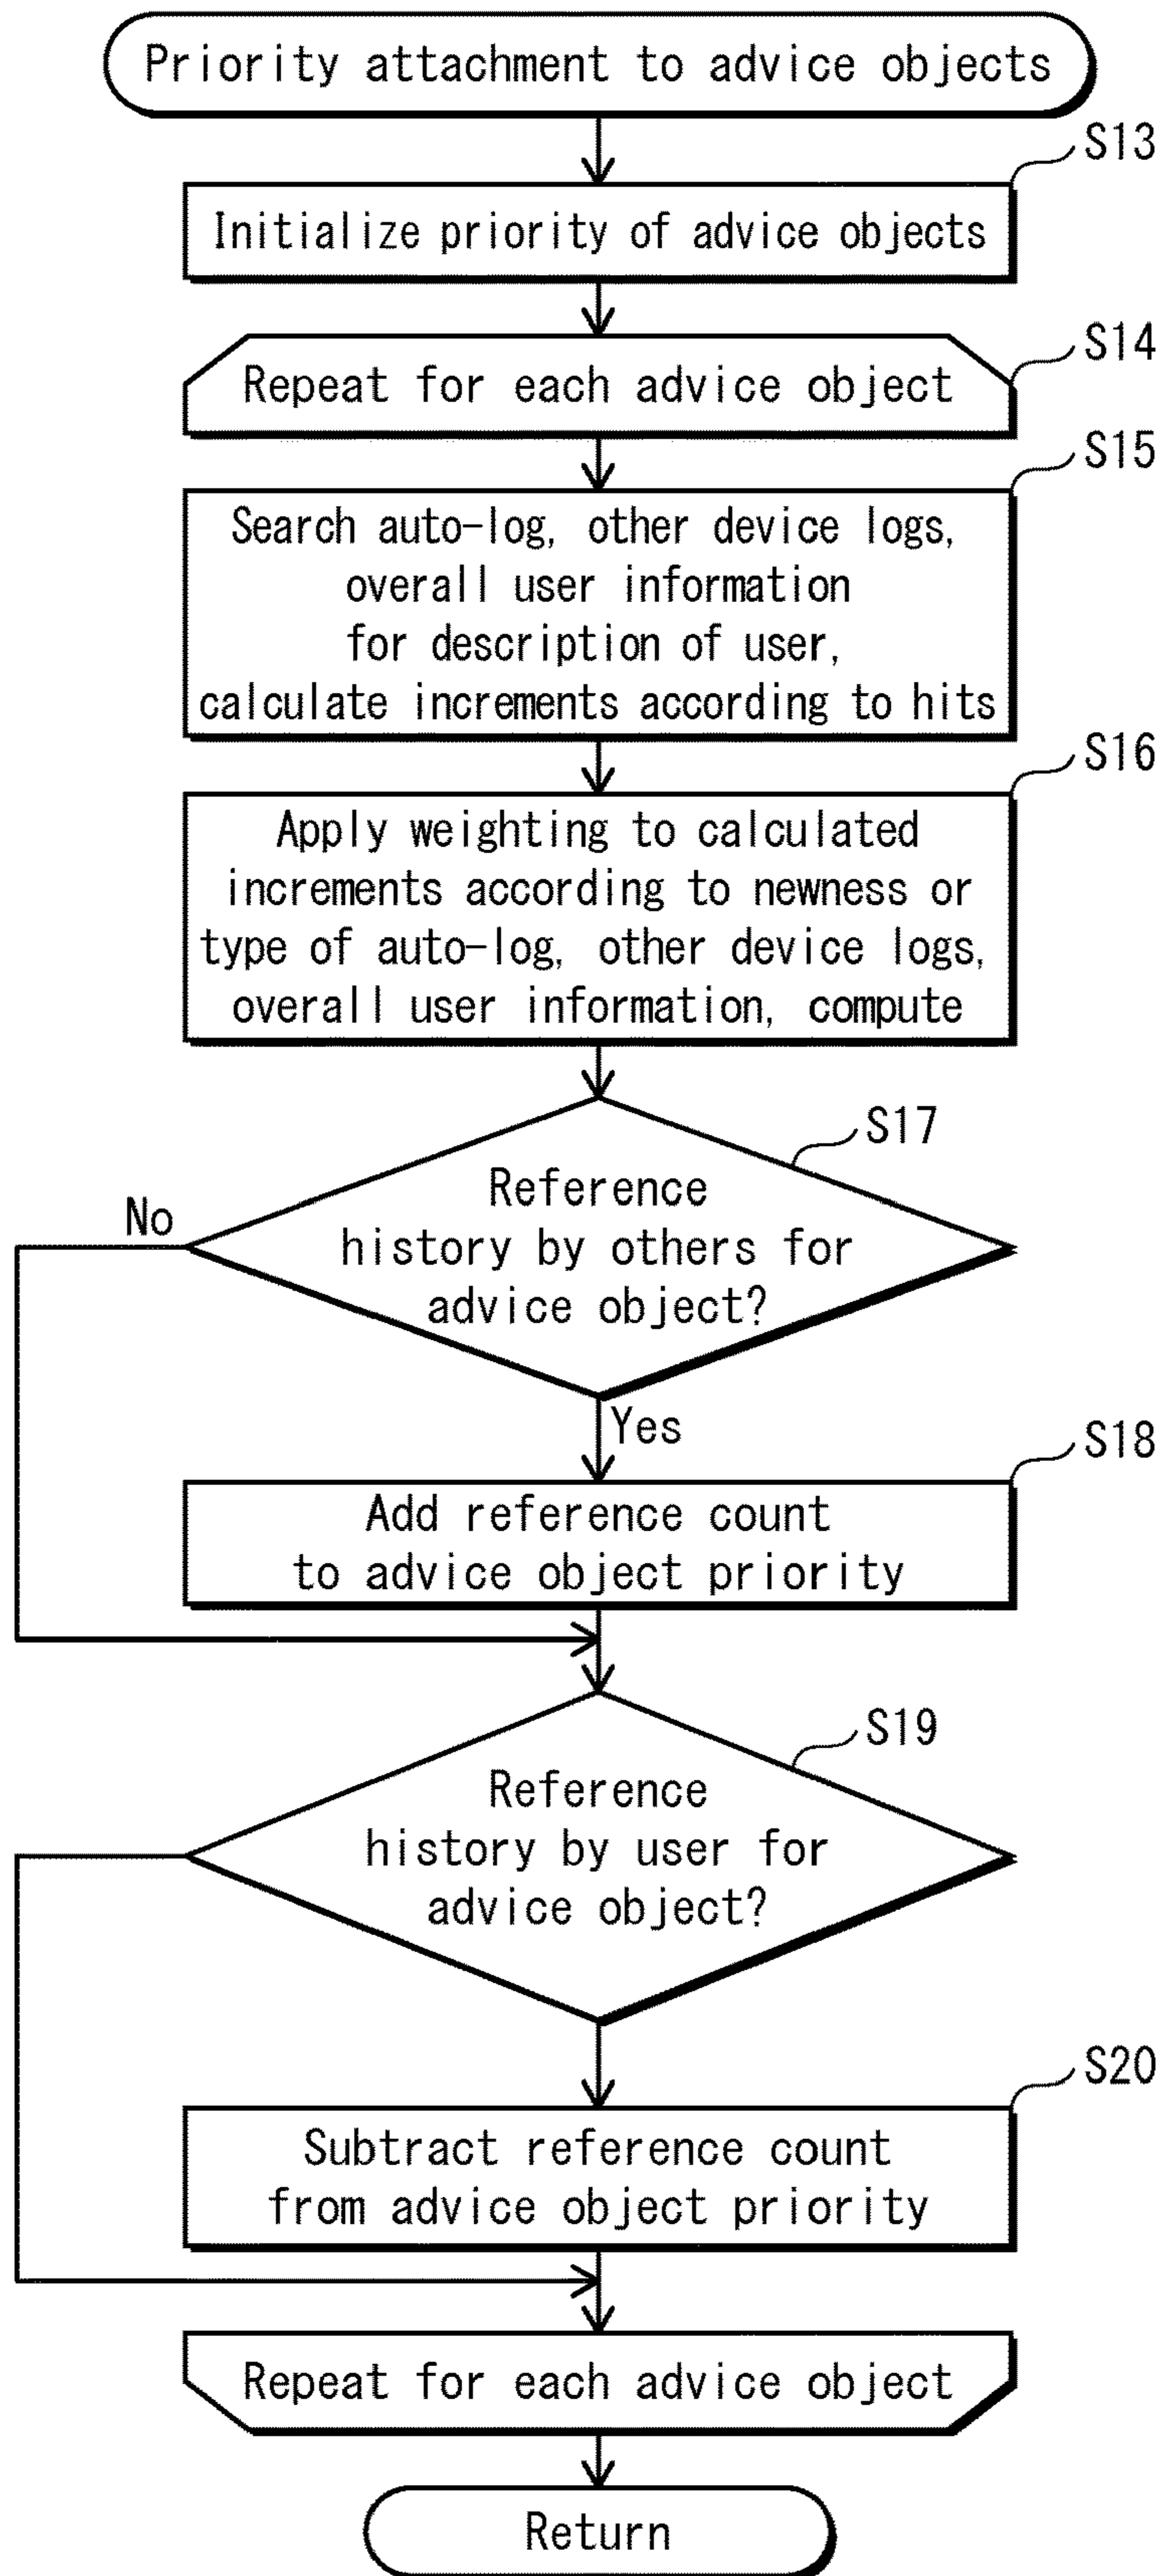 Priority attachment to advice objects
S13
Initialize priority of advice objects
S14
Repeat for each advice object
S15
Search auto-log, other device logs,
overall user information
for description of user,
calculate increments according to hits
S16
Apply weighting to calculated
increments according to newness or
type of auto-log, other device logs,
overall user information, compute
S17
Reference
history by others for
advice object?
No
Yes
S18
Add reference count
to advice object priority
S19
Reference
history by user for
advice object?
S20
Subtract reference count
from advice object priority
Repeat for each advice object
Return